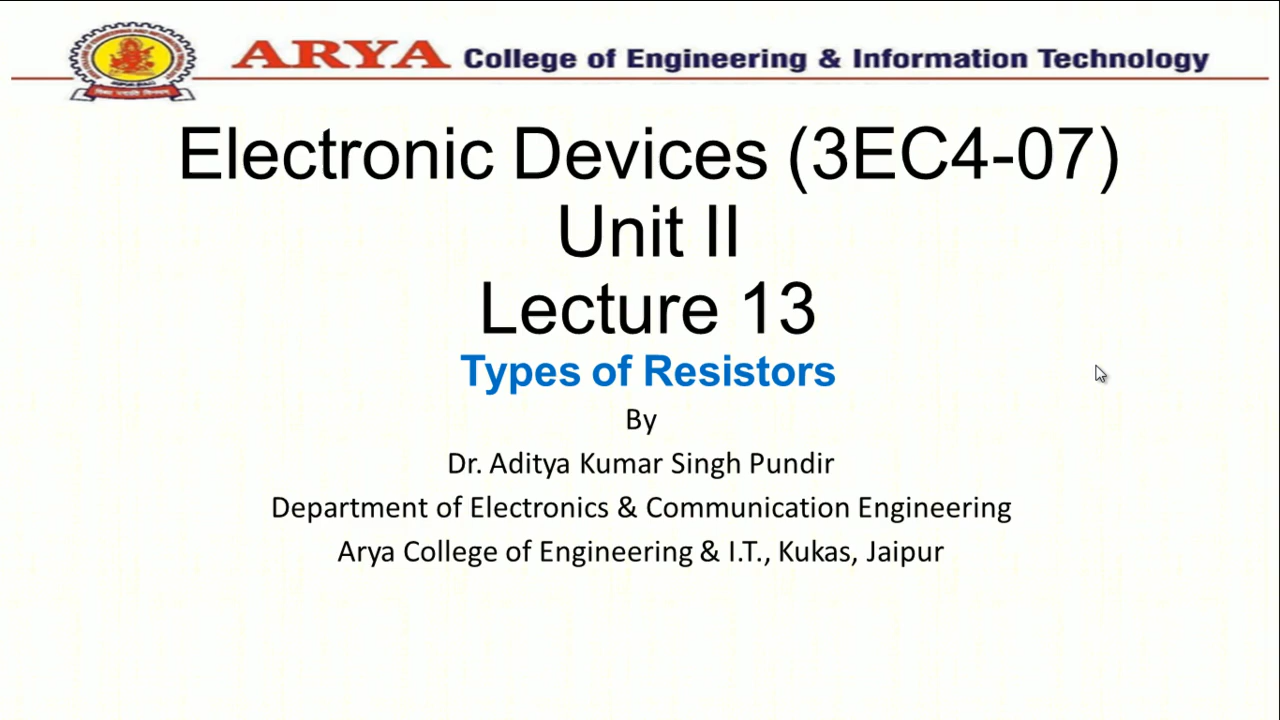 ARYA College of Engineering & Information Technology
Electronic Devices (3EC4-07)
Unit II
Lecture 13
Types of Resistors
By
Dr. Aditya Kumar Singh Pundir
Department of Electronics & Communication Engineering
Arya College of Engineering & I.T., Kukas, Jaipur